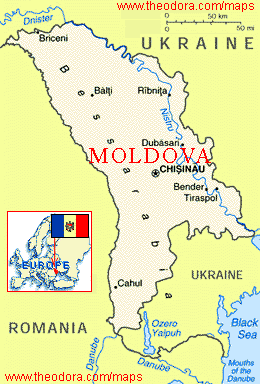 www.theodora.com/maps
Dniester
UKRAINE
0 50 km
0 50 mi
Briceni
Bălţi
Rîbniţa
Nistru
Bessarabia
Dubăsari
MOLDOVA
CHIŞINĂU
Bender
Tiraspol
EUROPE
Cahul
UKRAINE
ROMANIA
Ozero
Yalpuh
Black
Sea
Danube
Danube
Mouths of
the Danube
www.theodora.com/maps